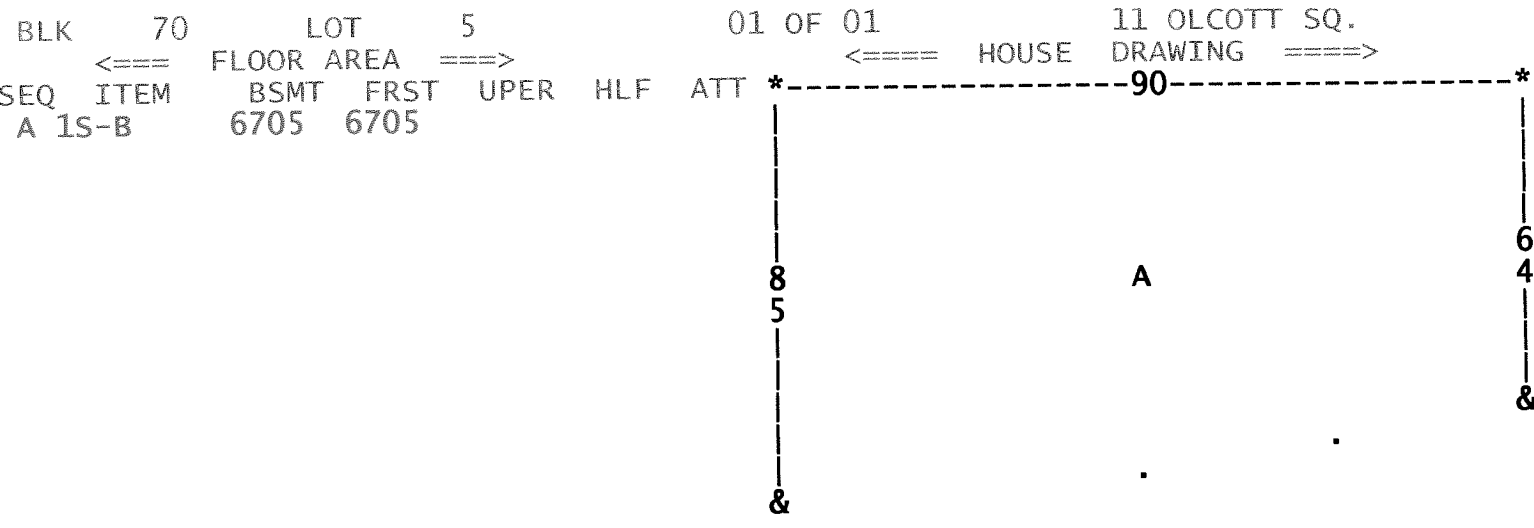 BLK 70 LOT 5 01 OF 01 11 OLCOTT SQ.
<=== FLOOR AREA ===> <==== HOUSE DRAWING ====>
SEQ ITEM BSMT FRST UPER HLF ATT *------------------90------------------*
A 1S-B 6705 6705
6
8 A 4
5
&
.
.
&